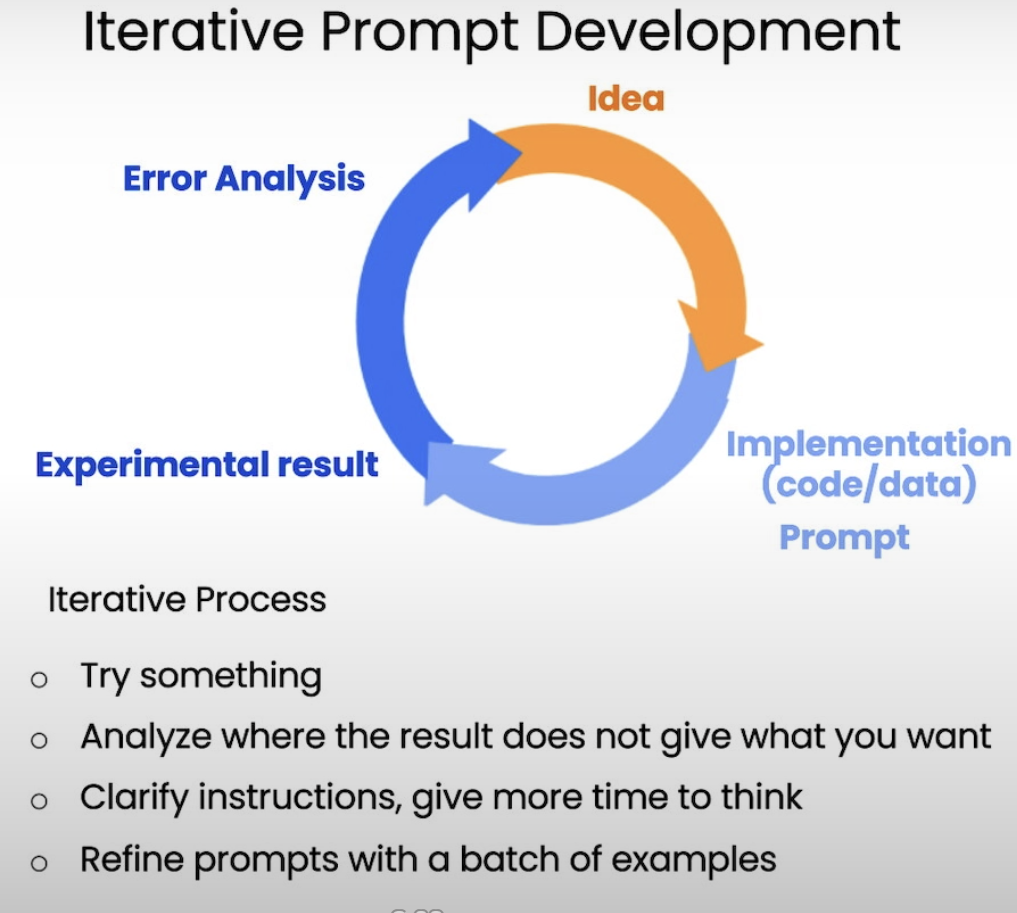 Iterative Prompt Development
Idea
Error Analysis
Experimental result
Implementation
(code/data)
Prompt
Iterative Process
o Try something
o Analyze where the result does not give what you want
o Clarify instructions, give more time to think
o Refine prompts with a batch of examples